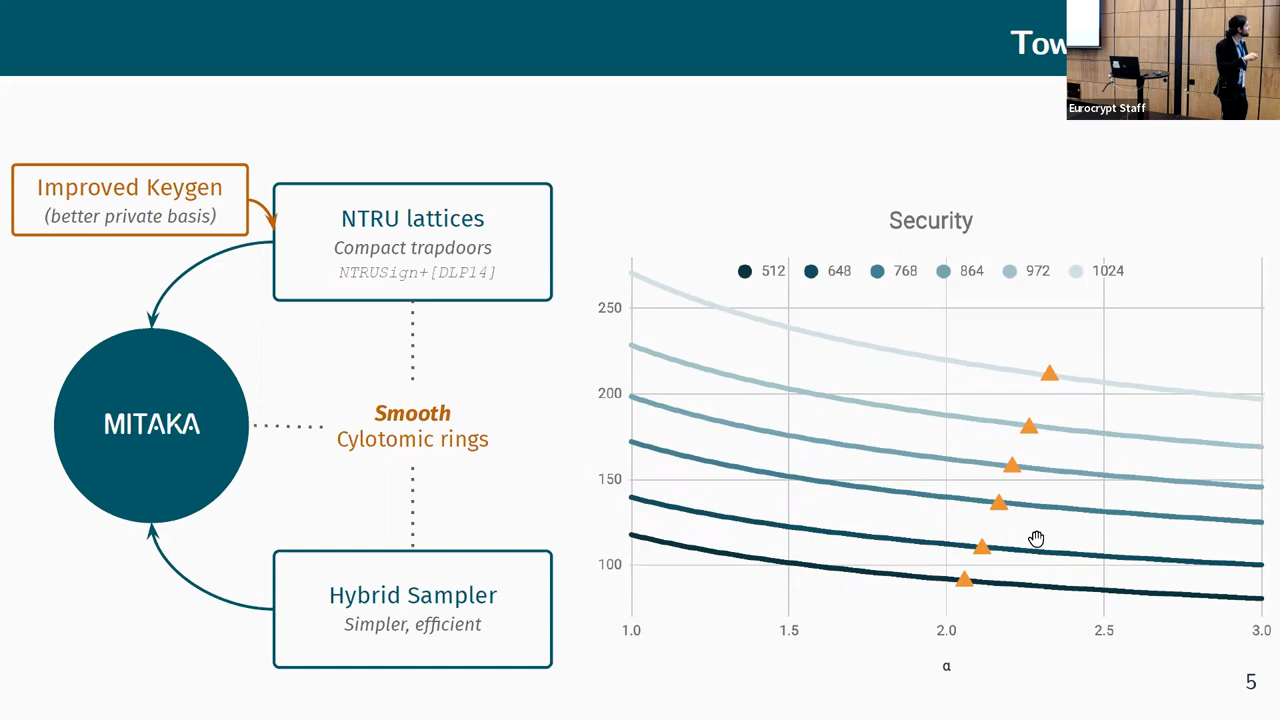 Tow
Eurocrypt Staff
Improved Keygen
(better private basis)
NTRU lattices
Compact trapdoors
NTRUSign+[DLP14]
MITAKA
Smooth
Cylotomic rings
Hybrid Sampler
Simpler, efficient
Security
512 648 768 864 972 1024
250
200
150
100
1.0 1.5 2.0 2.5 3.0
α
5